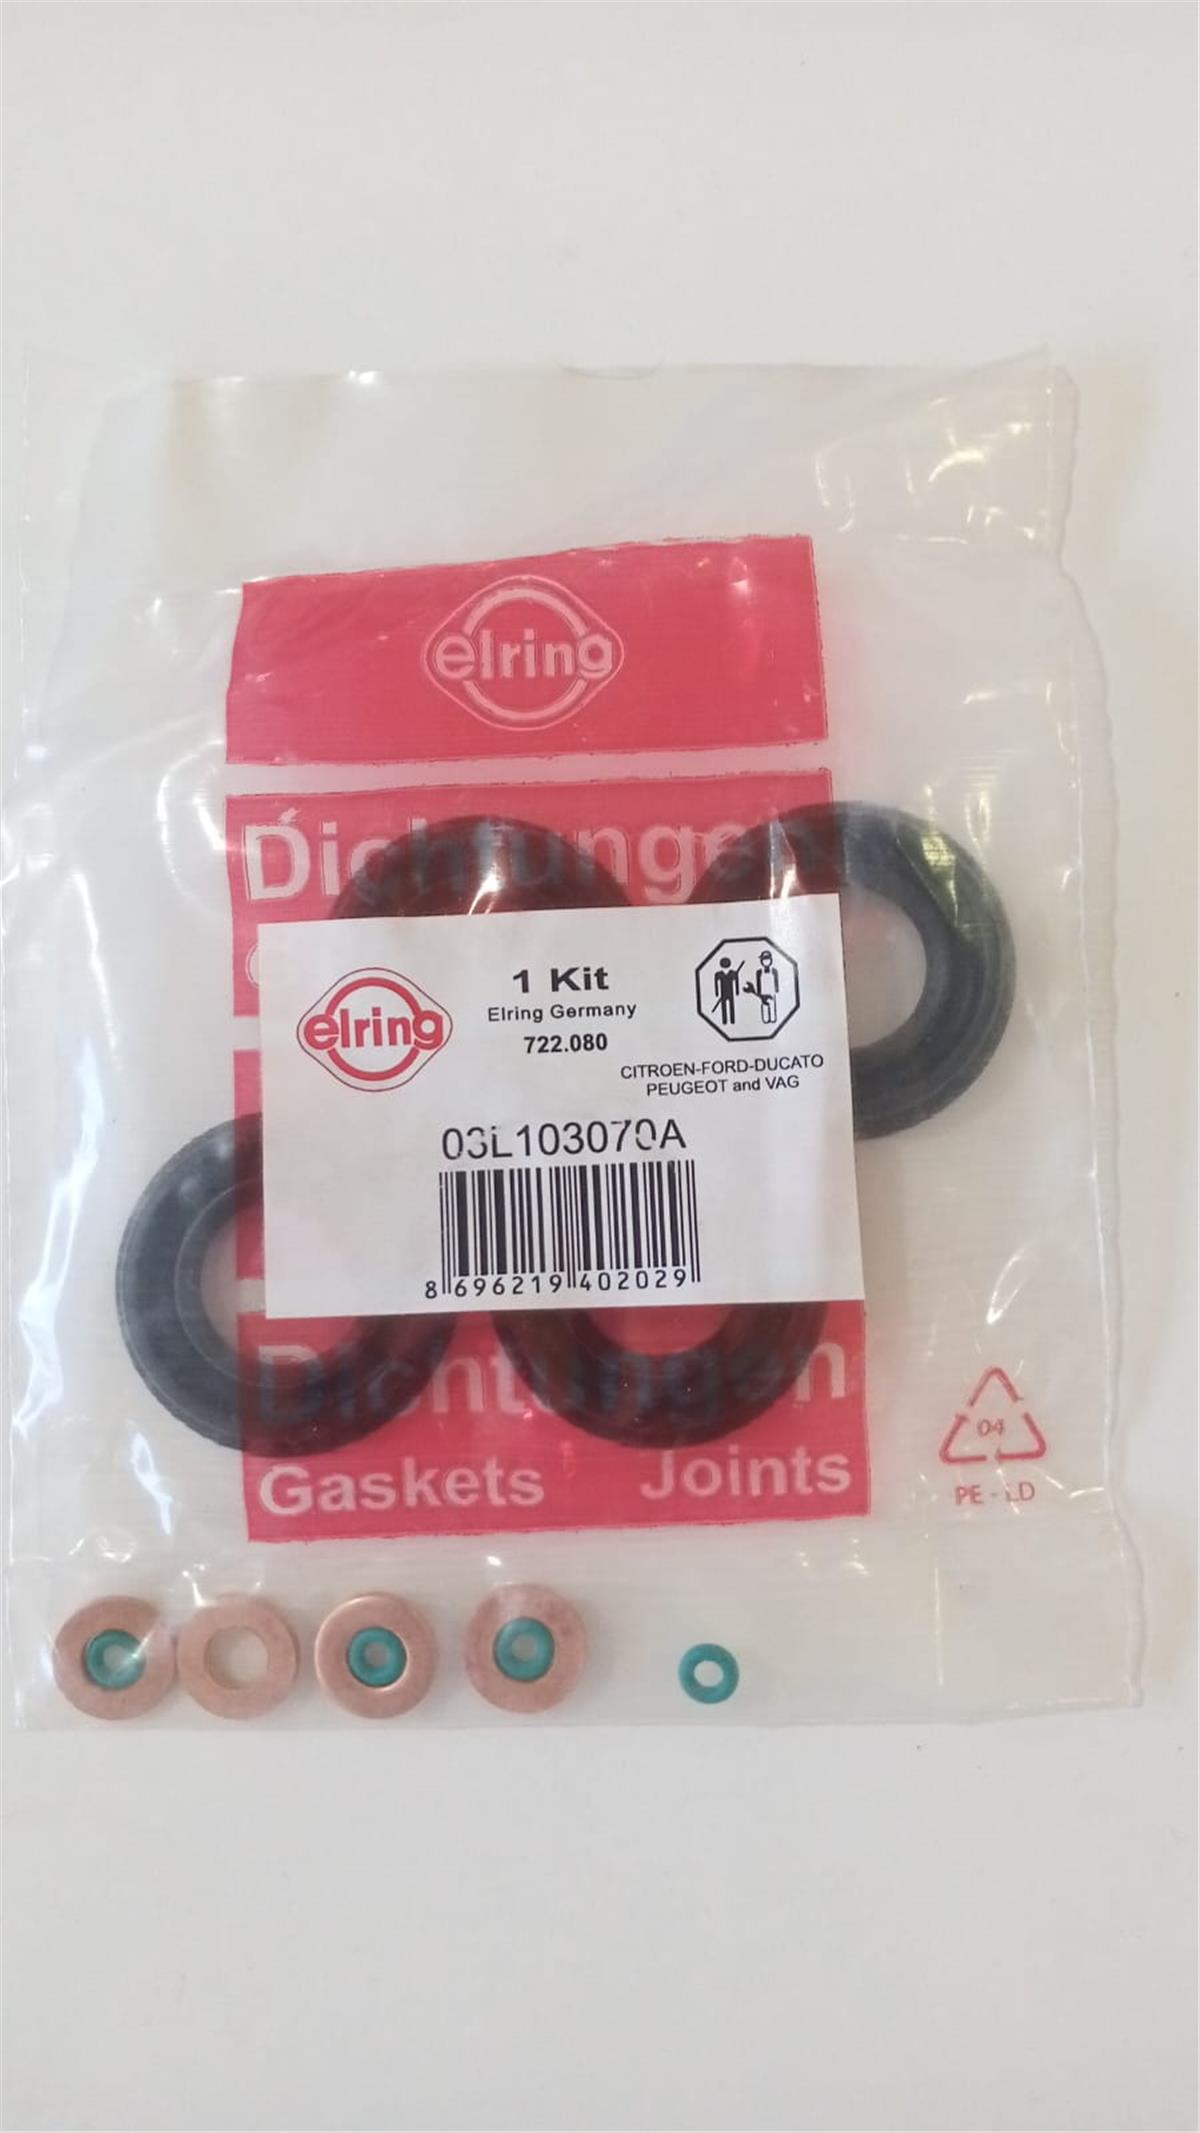 elring
Dichtungen
elring
1 Kit
Elring Germany
722.080
CITROEN-FORD-DUCATO
PEUGEOT and VAG
03L103070A
8 696219 402029
Dichtungen
Gaskets Joints
04
PE-LD